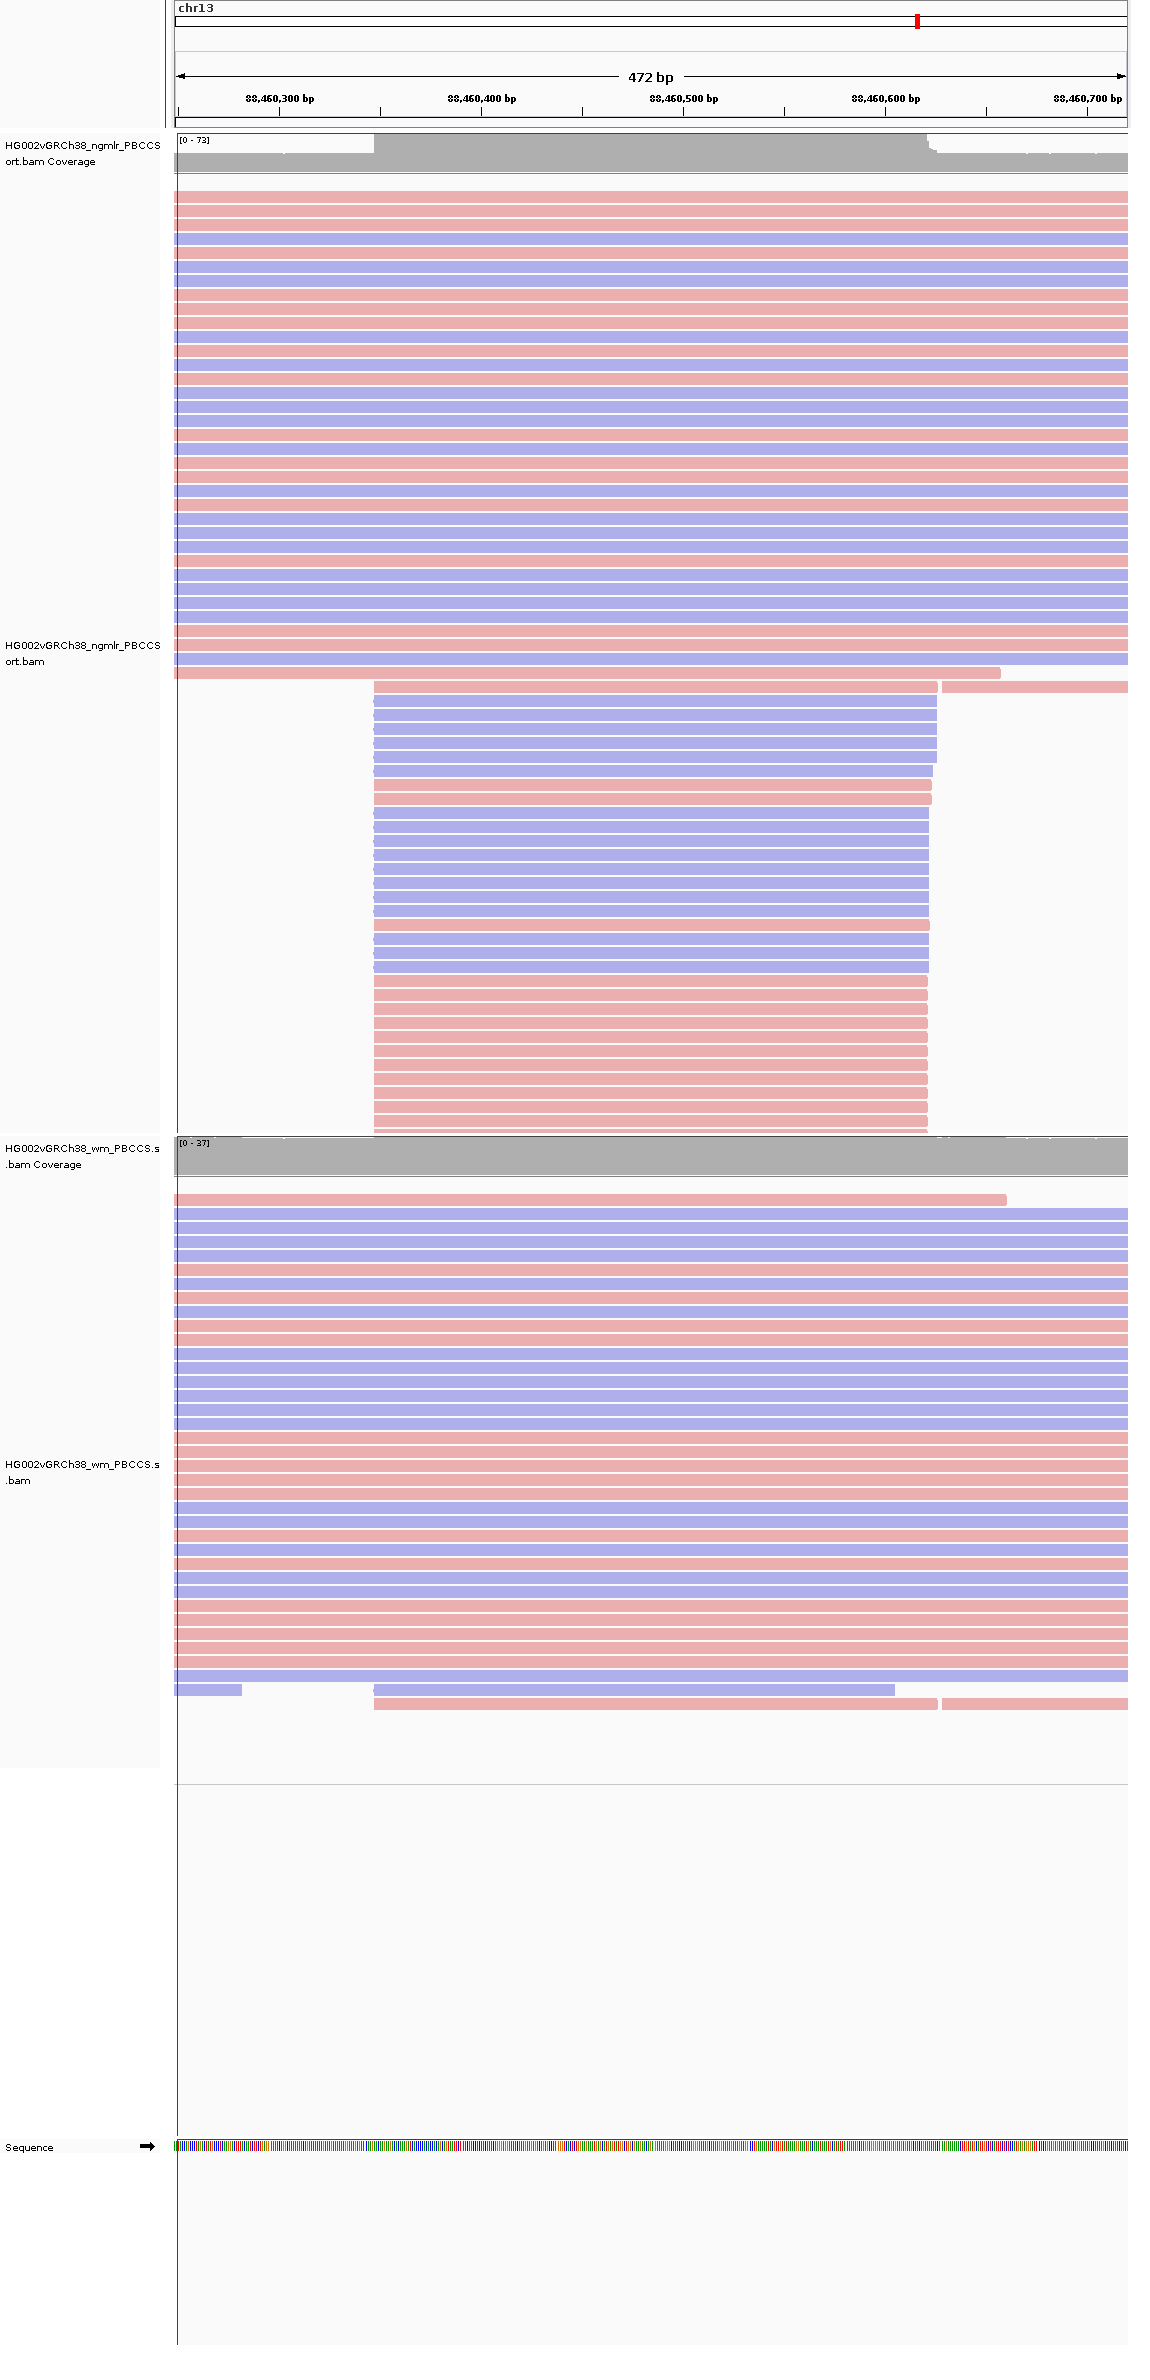 chr13
472 bp
88,460,300 bp 88,460,400 bp 88,460,500 bp 88,460,600 bp 88,460,700 bp
HG002vGRCh38_ngmlr_PBCCS
ort.bam Coverage
[0 - 73]
HG002vGRCh38_ngmlr_PBCCS
ort.bam
HG002vGRCh38_wm_PBCCS.s
.bam Coverage
[0 - 37]
HG002vGRCh38_wm_PBCCS.s
.bam
Sequence